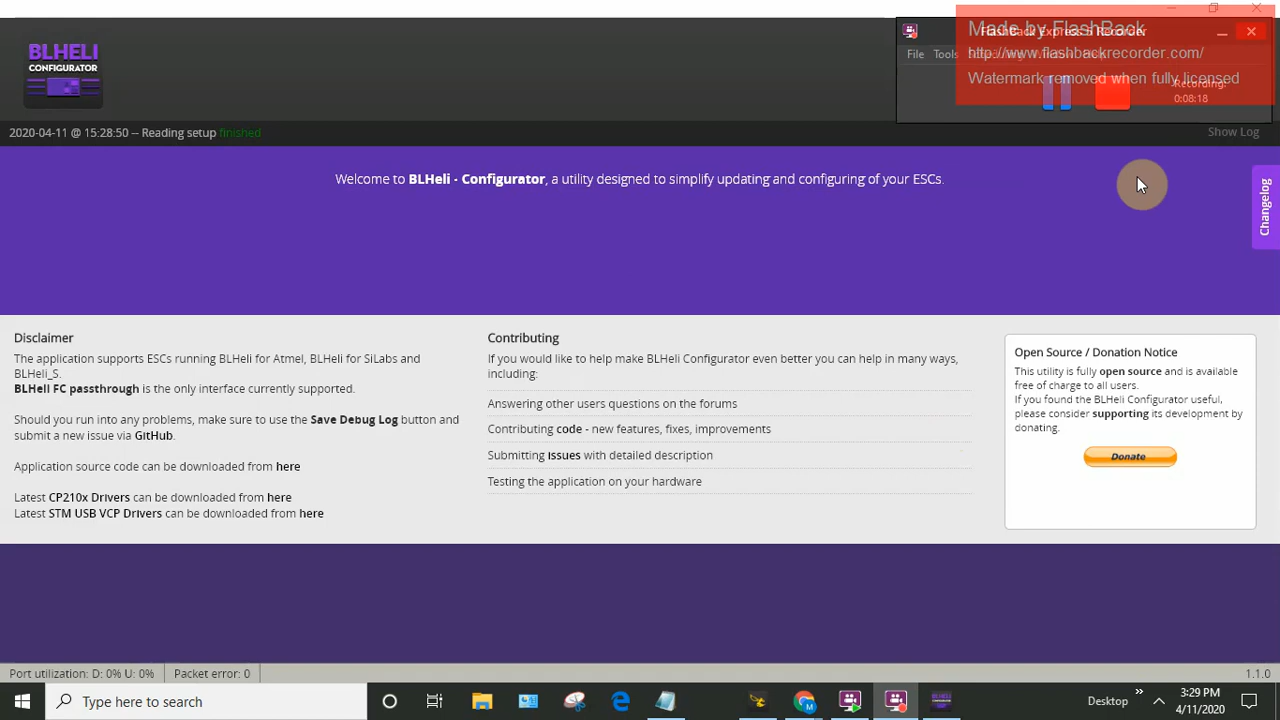 Made by FlashBack
FlashBack Express 5 Recorder
BLHELI
CONFIGURATOR
File Tools
http://www.flashbackrecorder.com/
Watermark removed when fully licensed
Recording:
0:08:18
2020-04-11 @ 15:28:50 -- Reading setup finished
Show Log
Welcome to BLHeli - Configurator, a utility designed to simplify updating and configuring of your ESCs.
Changelog
Disclaimer
The application supports ESCs running BLHeli for Atmel, BLHeli for SiLabs and
BLHeli_S.
BLHeli FC passthrough is the only interface currently supported.
Should you run into any problems, make sure to use the Save Debug Log button and
submit a new issue via GitHub.
Application source code can be downloaded from here
Latest CP210x Drivers can be downloaded from here
Latest STM USB VCP Drivers can be downloaded from here
Contributing
If you would like to help make BLHeli Configurator even better you can help in many ways,
including:
Answering other users questions on the forums
Contributing code - new features, fixes, improvements
Submitting issues with detailed description
Testing the application on your hardware
Open Source / Donation Notice
This utility is fully open source and is available
free of charge to all users.
If you found the BLHeli Configurator useful,
please consider supporting its development by
donating.
Donate
Port utilization: D: 0% U: 0%
Packet error: 0
1.1.0
Type here to search
Desktop
3:29 PM
4/11/2020